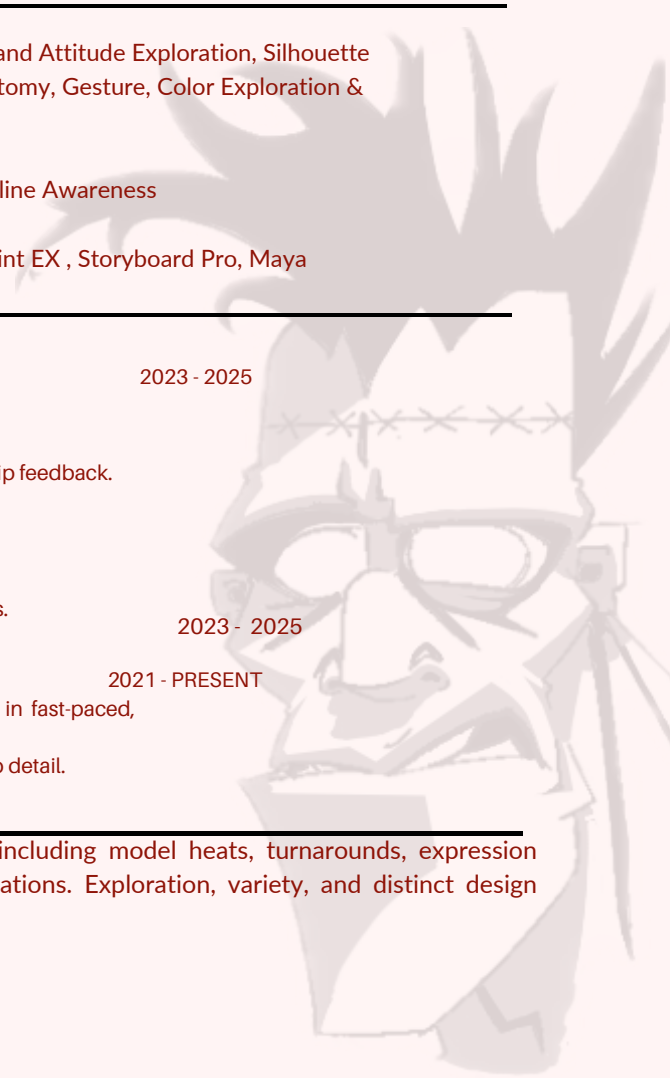 and Attitude Exploration, Silhouette
tomy, Gesture, Color Exploration &
line Awareness
int EX , Storyboard Pro, Maya
2023 - 2025
ip feedback.
s.
2023 - 2025
2021 - PRESENT
in fast-paced,
detail.
including model heats, turnarounds, expression
ations. Exploration, variety, and distinct design